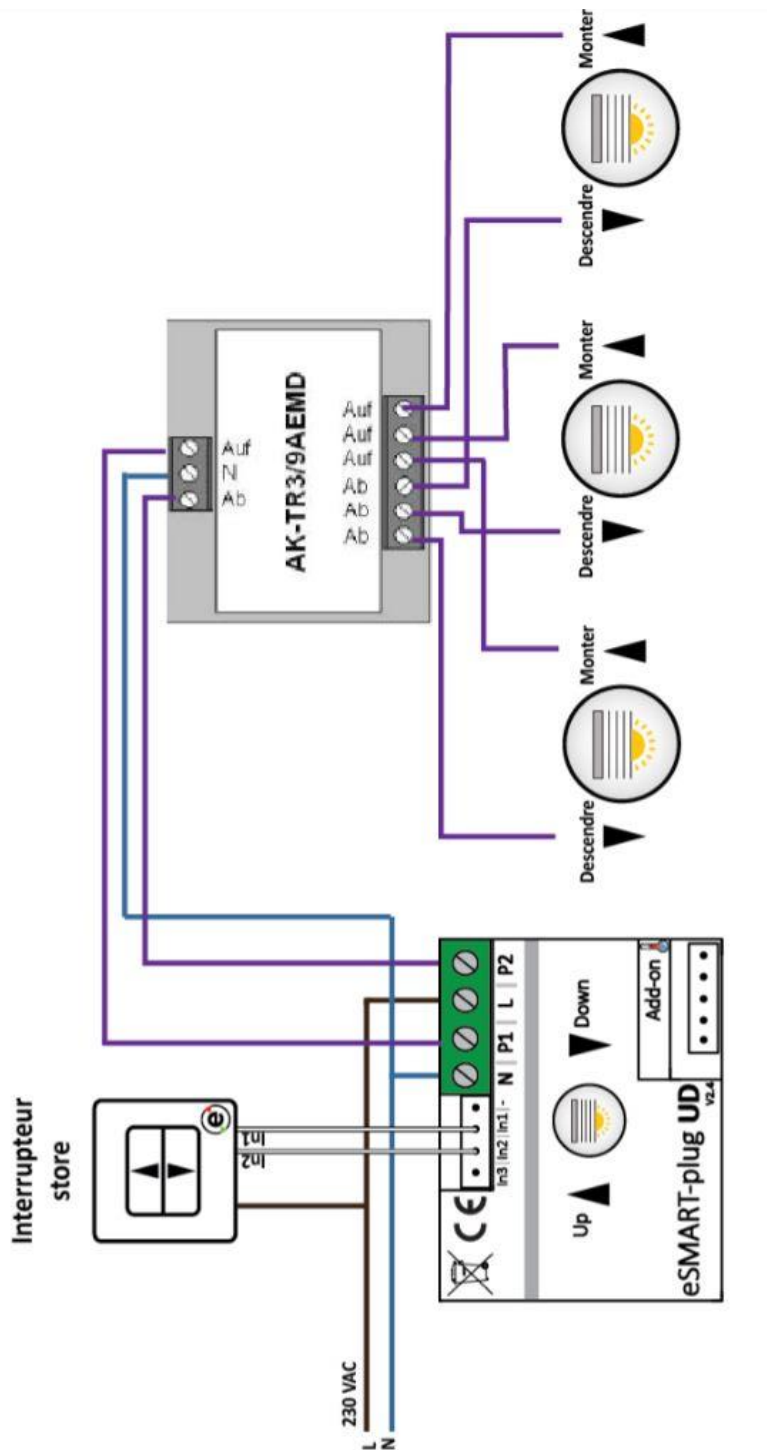 Interrupteur
store
In1
In2
e
230 VAC
L
N
In3 | In2 | In1 | -
N | P1 | L | P2
CE
Up
Down
Add-on
eSMART-plug UD
V2.4
Auf
N
Ab
AK-TR3/9AEMD
Auf
Auf
Auf
Ab
Ab
Ab
Descendre
Monter
Descendre
Monter
Descendre
Monter